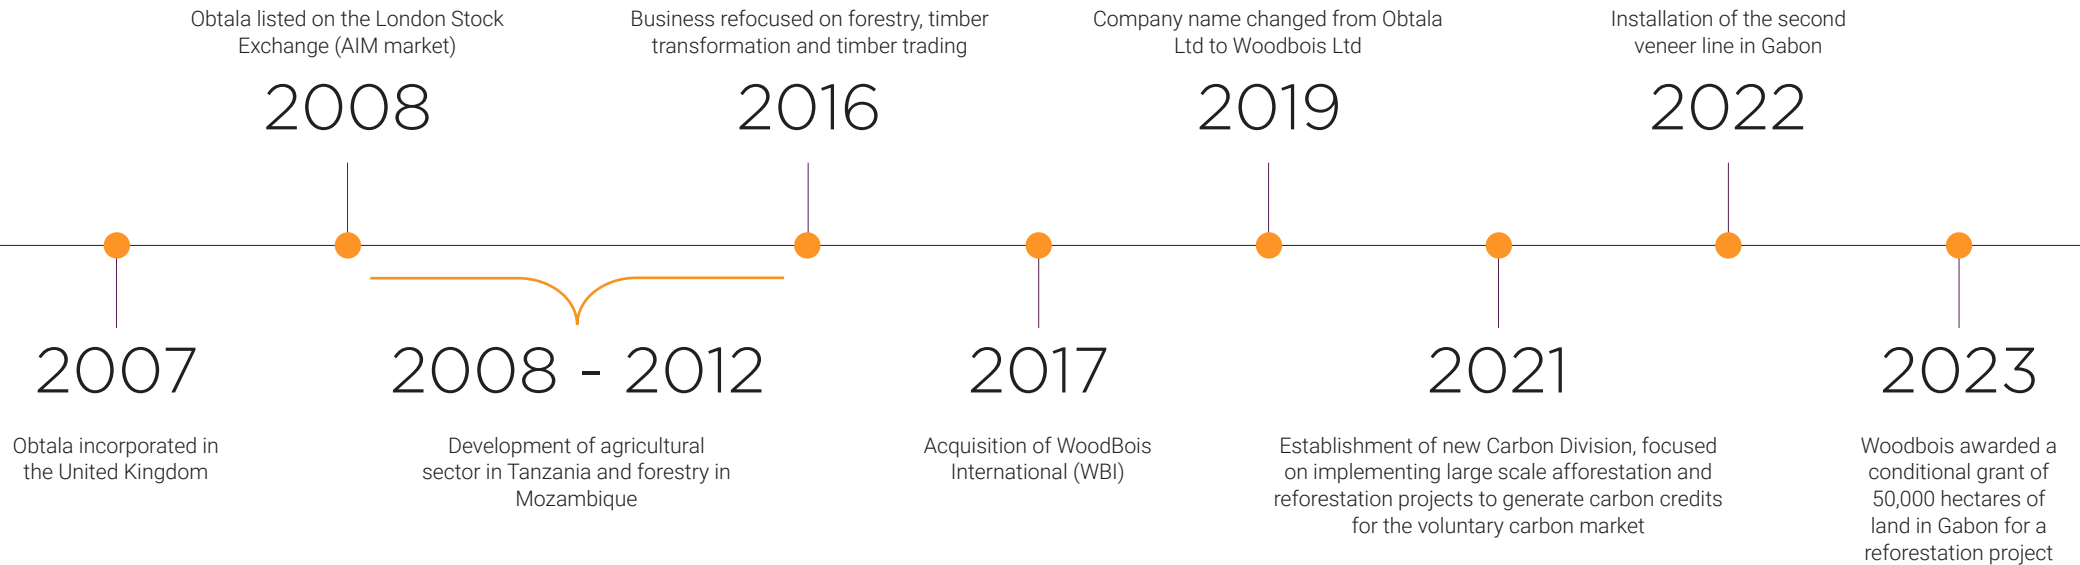 Obtala incorporated in
the United Kingdom
2007
Obtala listed on the London Stock
Exchange (AIM market)
2008
2008 - 2012
Development of agricultural
sector in Tanzania and forestry in
Mozambique
Business refocused on forestry, timber
transformation and timber trading
2016
2017
Acquisition of WoodBois
International (WBI)
Company name changed from Obtala
Ltd to Woodbois Ltd
2019
2021
Establishment of new Carbon Division, focused
on implementing large scale afforestation and
reforestation projects to generate carbon credits
for the voluntary carbon market
Installation of the second
veneer line in Gabon
2022
2023
Woodbois awarded a
conditional grant of
50,000 hectares of
land in Gabon for a
reforestation project